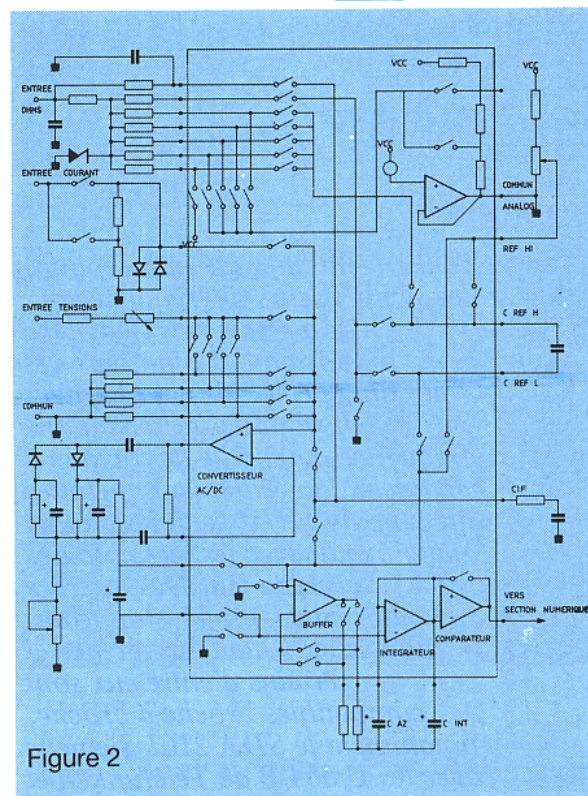 VCC
VCC
ENTREE
OHMS
VCC
ENTREE COURANT
COMMUN
ANALOG
VCC
REF HI
ENTREE TENSIONS
C REF H
C REF L
COMMUN
CONVERTISSEUR
AC/DC
CIF
VERS
SECTION NUMERIQUE
BUFFER
INTEGRATEUR
COMPARATEUR
C AZ
C INT
Figure 2